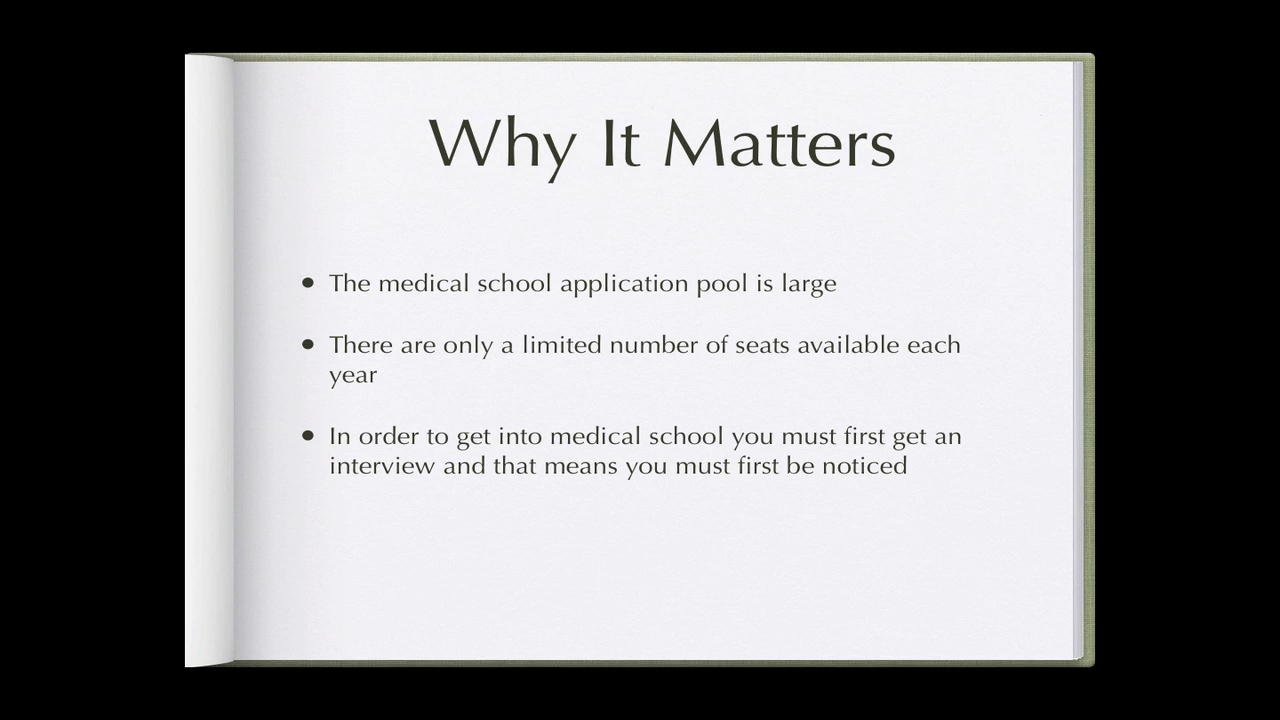 Why It Matters
• The medical school application pool is large
• There are only a limited number of seats available each
year
• In order to get into medical school you must first get an
interview and that means you must first be noticed